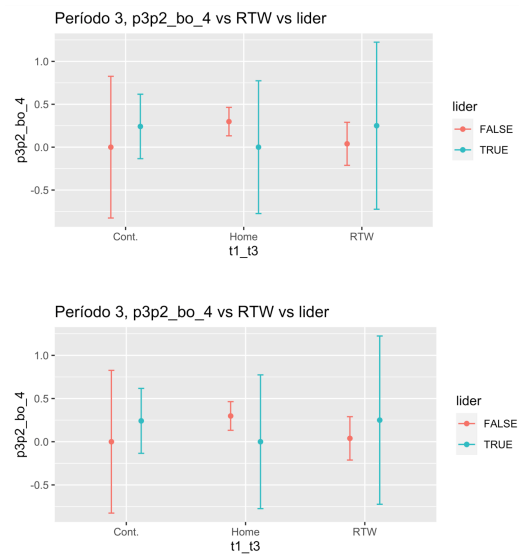 Período 3, p3p2_bo_4 vs RTW vs lider
1.0
0.5
0.0
-0.5
p3p2_bo_4
Cont. Home RTW
t1_t3
lider
FALSE
TRUE
Período 3, p3p2_bo_4 vs RTW vs lider
1.0
0.5
0.0
-0.5
p3p2_bo_4
Cont. Home RTW
t1_t3
lider
FALSE
TRUE